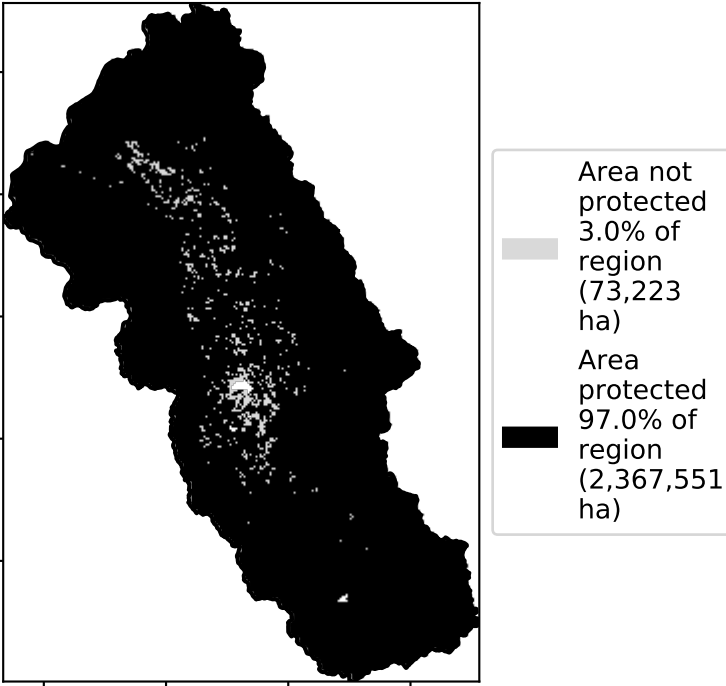 Area not
protected
3.0% of
region
(73,223
ha)
Area
protected
97.0% of
region
(2,367,551
ha)